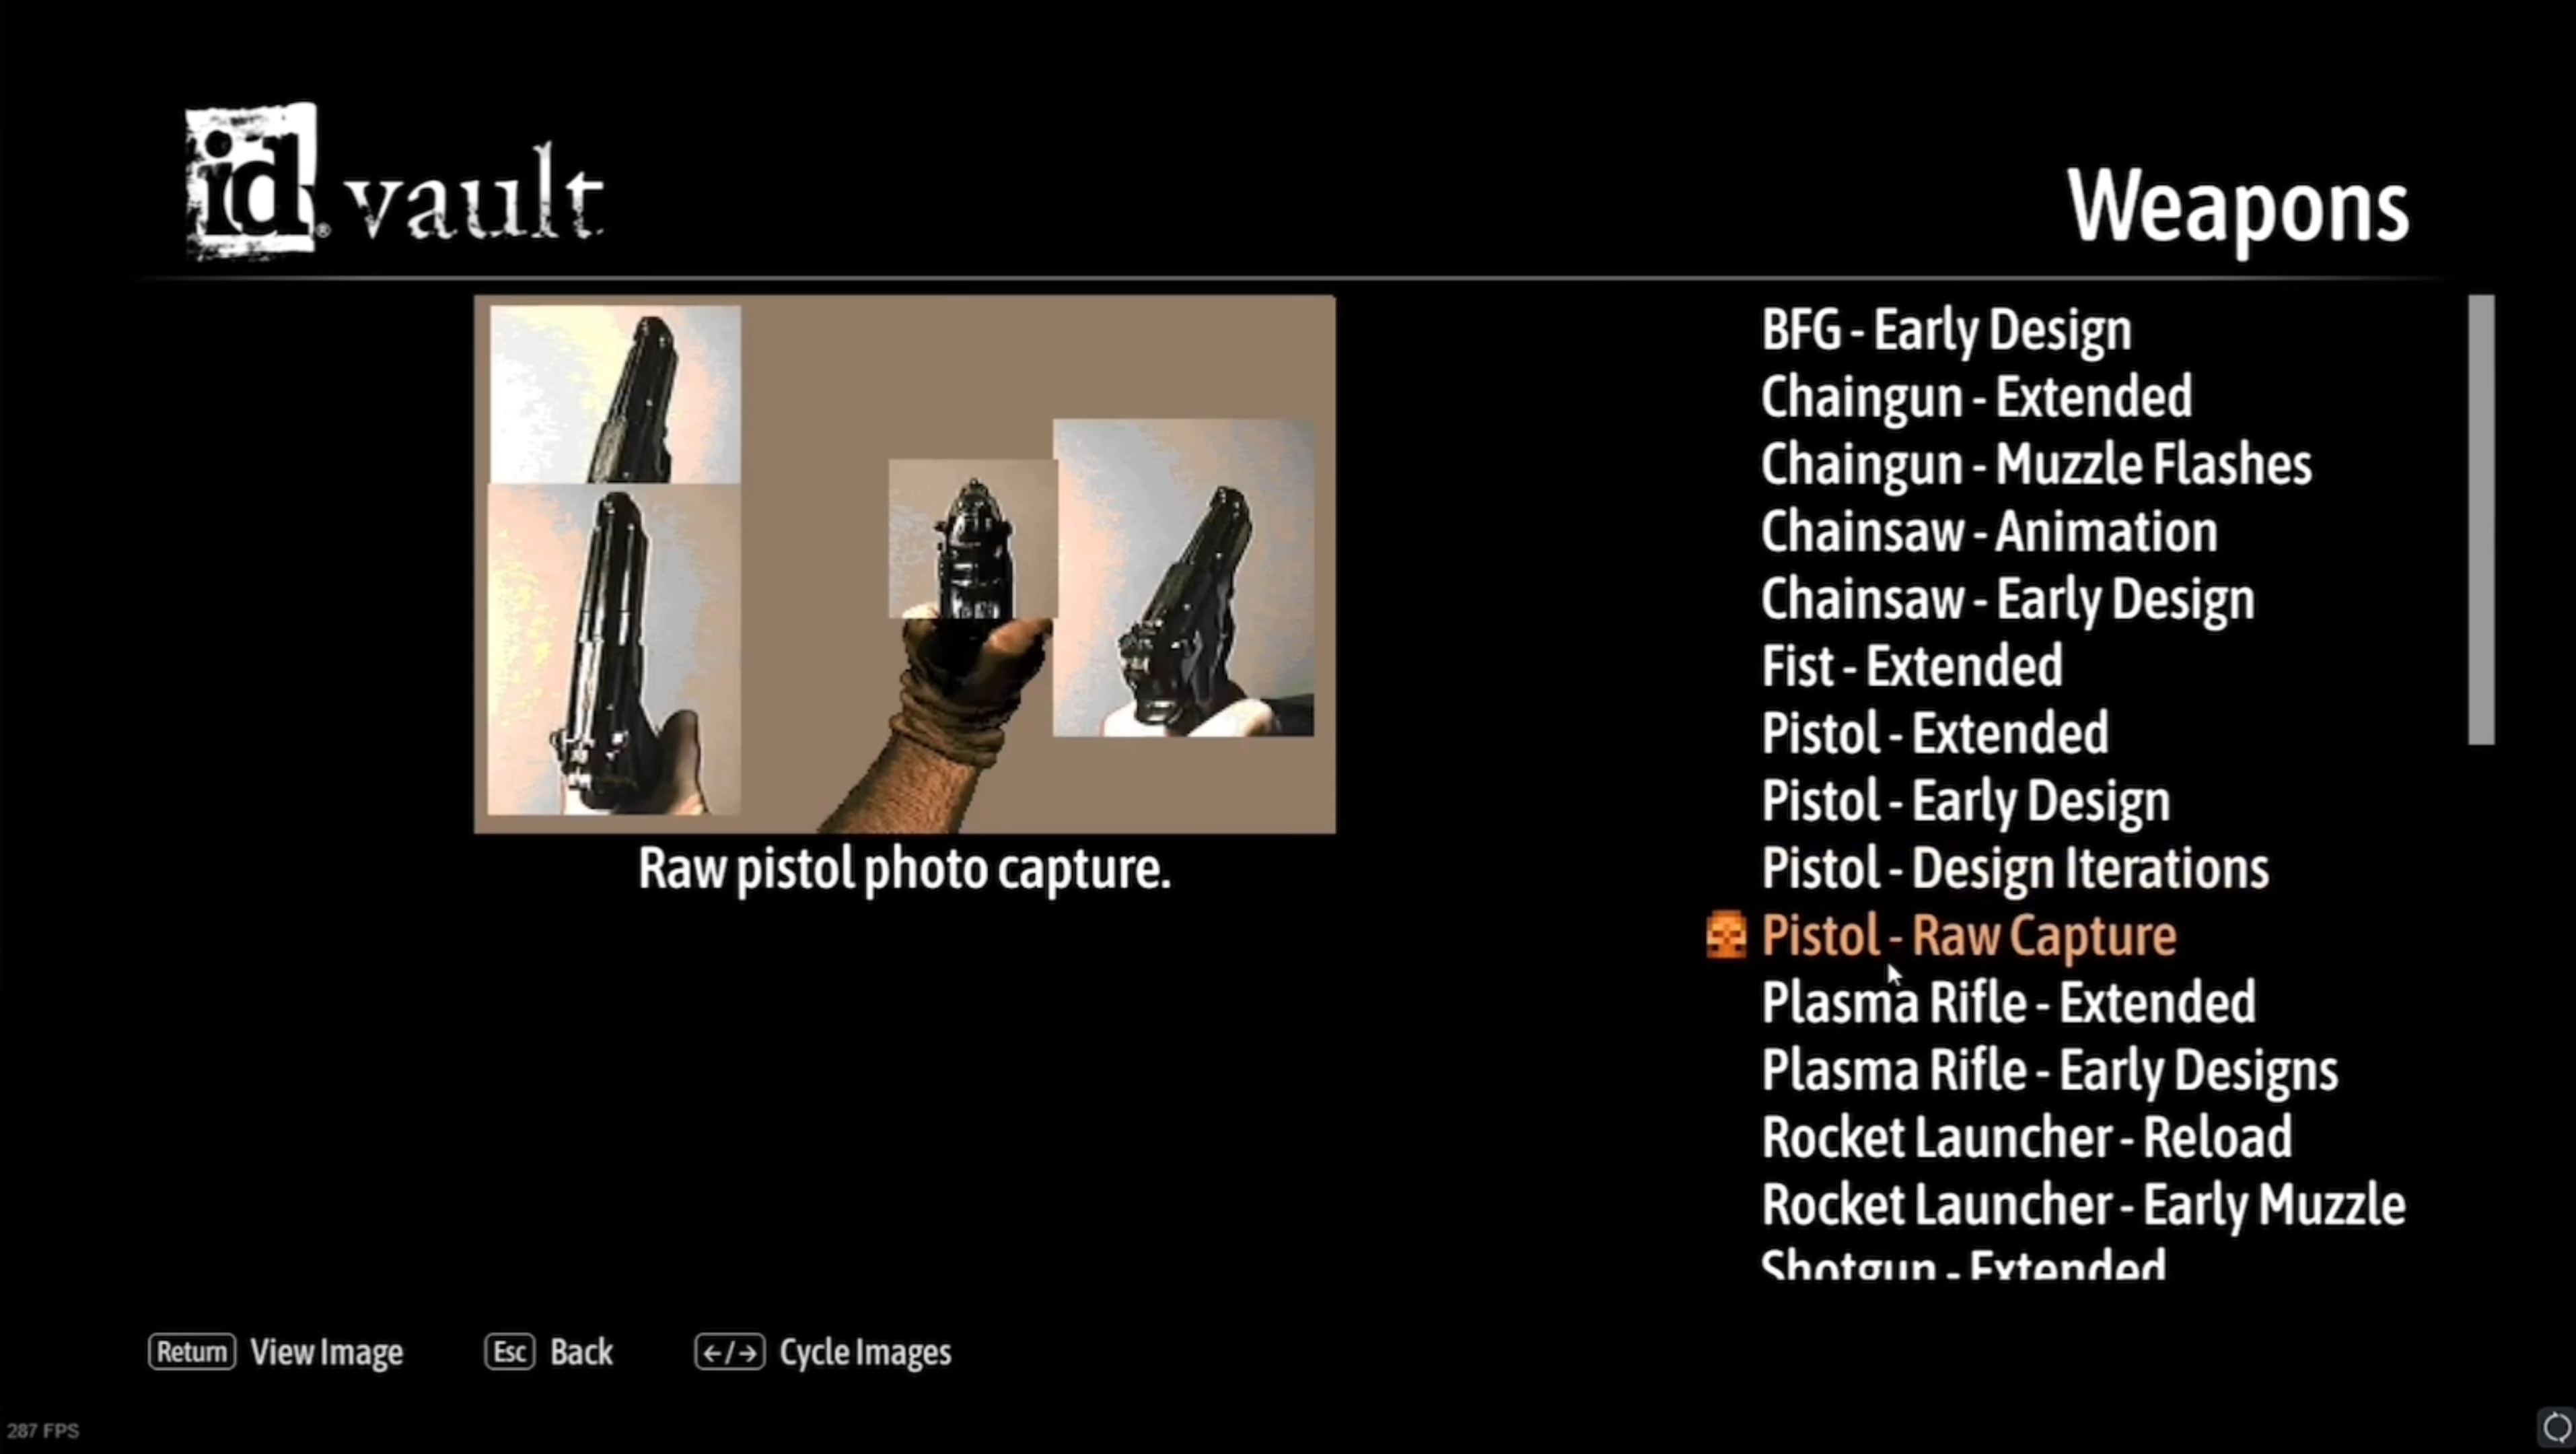 id® vault
Weapons
BFG - Early Design
Chaingun - Extended
Chaingun - Muzzle Flashes
Chainsaw - Animation
Chainsaw - Early Design
Fist - Extended
Pistol - Extended
Pistol - Early Design
Pistol - Design Iterations
Pistol - Raw Capture
Plasma Rifle - Extended
Plasma Rifle - Early Designs
Rocket Launcher - Reload
Rocket Launcher - Early Muzzle
Shotgun - Extended
Raw pistol photo capture.
Return View Image Esc Back ←/→ Cycle Images
287 FPS